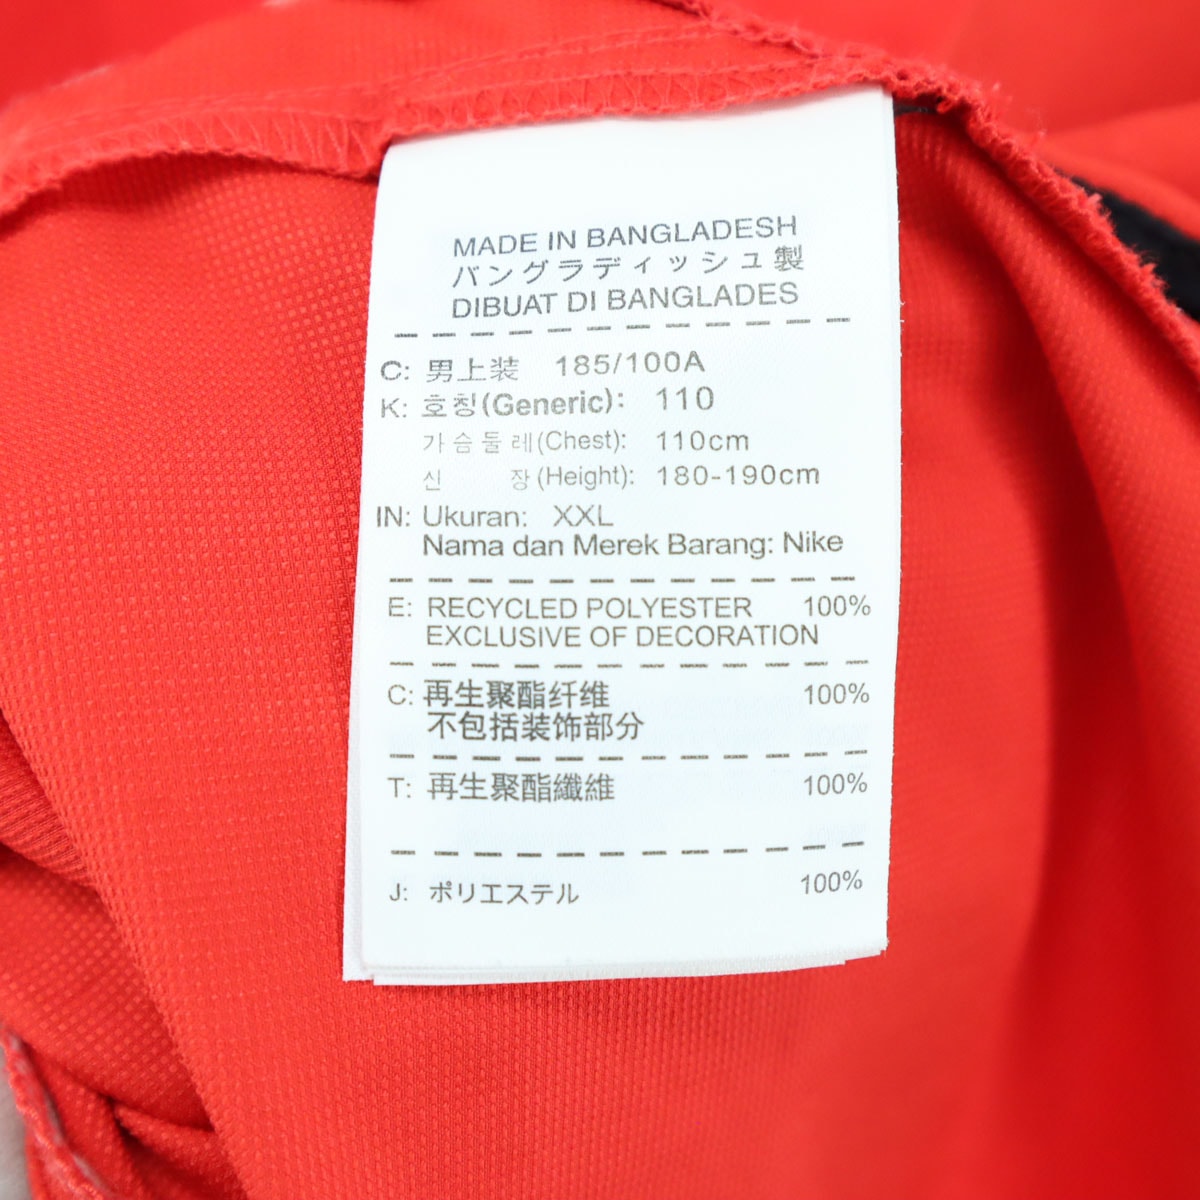 MADE IN BANGLADESH
バングラディッシュ製
DIBUAT DI BANGLADES
C: 男上装 185/100A
K: 호칭(Generic): 110
가슴둘레(Chest): 110cm
신 장(Height): 180-190cm
IN: Ukuran: XXL
Nama dan Merek Barang: Nike
E: RECYCLED POLYESTER 100%
EXCLUSIVE OF DECORATION
C: 再生聚酯纤维 100%
不包括装饰部分
T: 再生聚酯纖維 100%
J: ポリエステル 100%